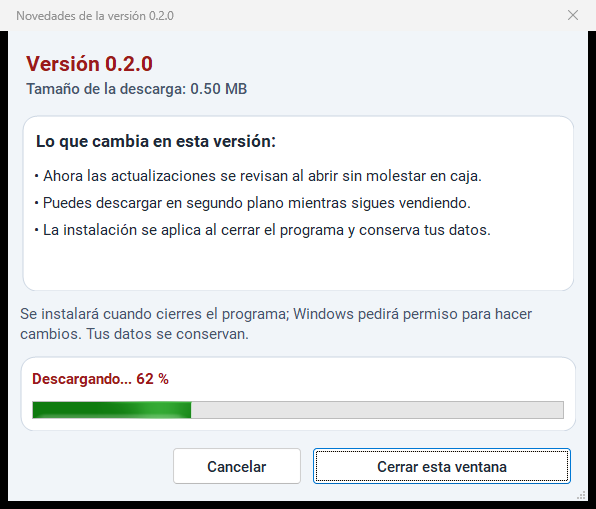 Novedades de la versión 0.2.0
Versión 0.2.0
Tamaño de la descarga: 0.50 MB
Lo que cambia en esta versión:
• Ahora las actualizaciones se revisan al abrir sin molestar en caja.
• Puedes descargar en segundo plano mientras sigues vendiendo.
• La instalación se aplica al cerrar el programa y conserva tus datos.
Se instalará cuando cierres el programa; Windows pedirá permiso para hacer
cambios. Tus datos se conservan.
Descargando... 62 %
Cancelar
Cerrar esta ventana